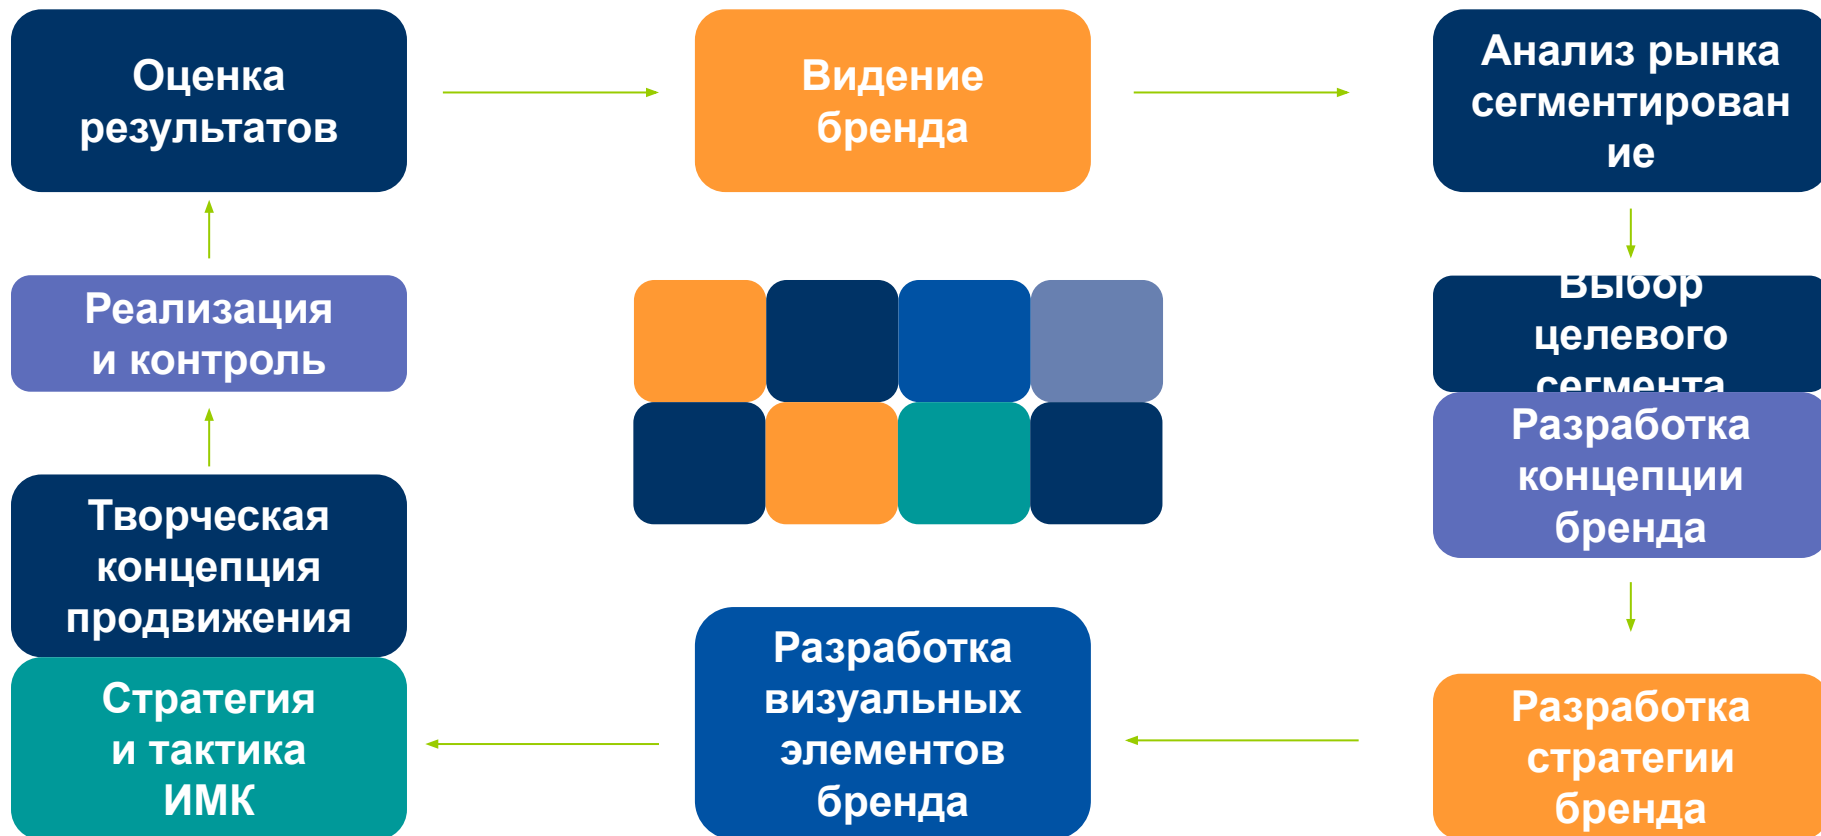 Оценка
результатов
Видение
бренда
Анализ рынка
сегментирован
ие
Реализация
и контроль
Выбор
целевого
сегмента
Разработка
концепции
бренда
Творческая
концепция
продвижения
Стратегия
и тактика
ИМК
Разработка
визуальных
элементов
бренда
Разработка
стратегии
бренда